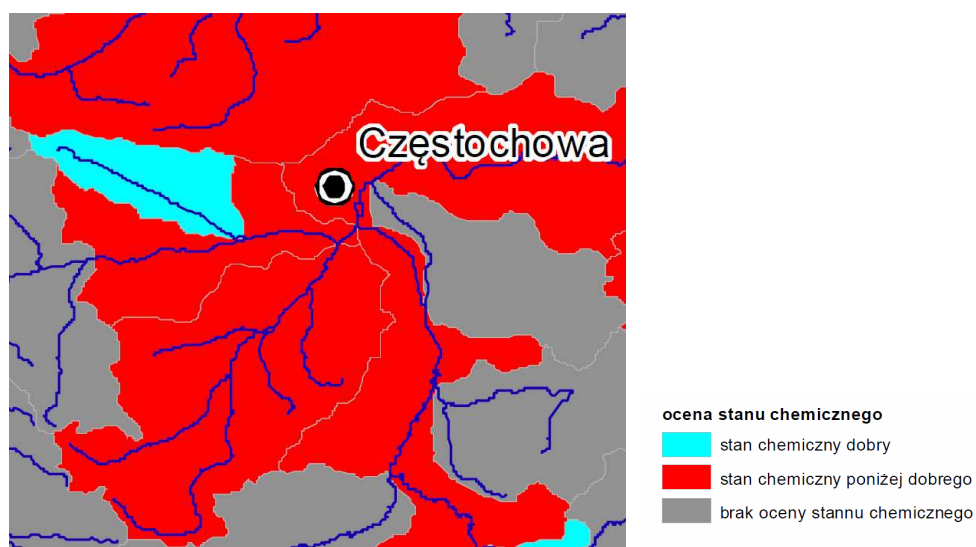 Częstochowa
ocena stanu chemicznego
stan chemiczny dobry
stan chemiczny poniżej dobrego
brak oceny stannu chemicznego